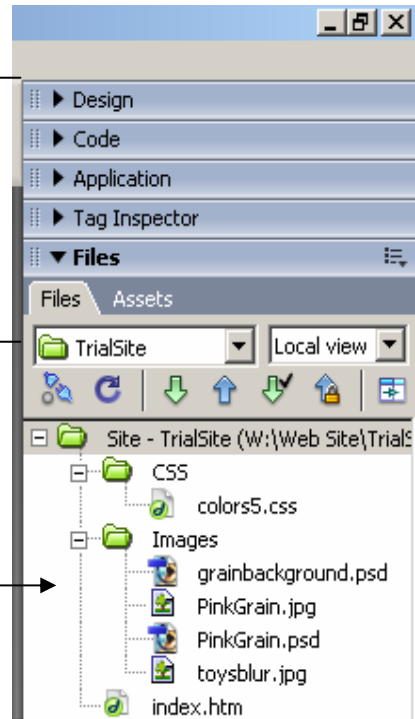 Design
Code
Application
Tag Inspector
Files
Files Assets
TrialSite Local view
Site - TrialSite (W:\Web Site\Trial
CSS
colors5.css
Images
grainbackground.psd
PinkGrain.jpg
PinkGrain.psd
toysblur.jpg
index.htm